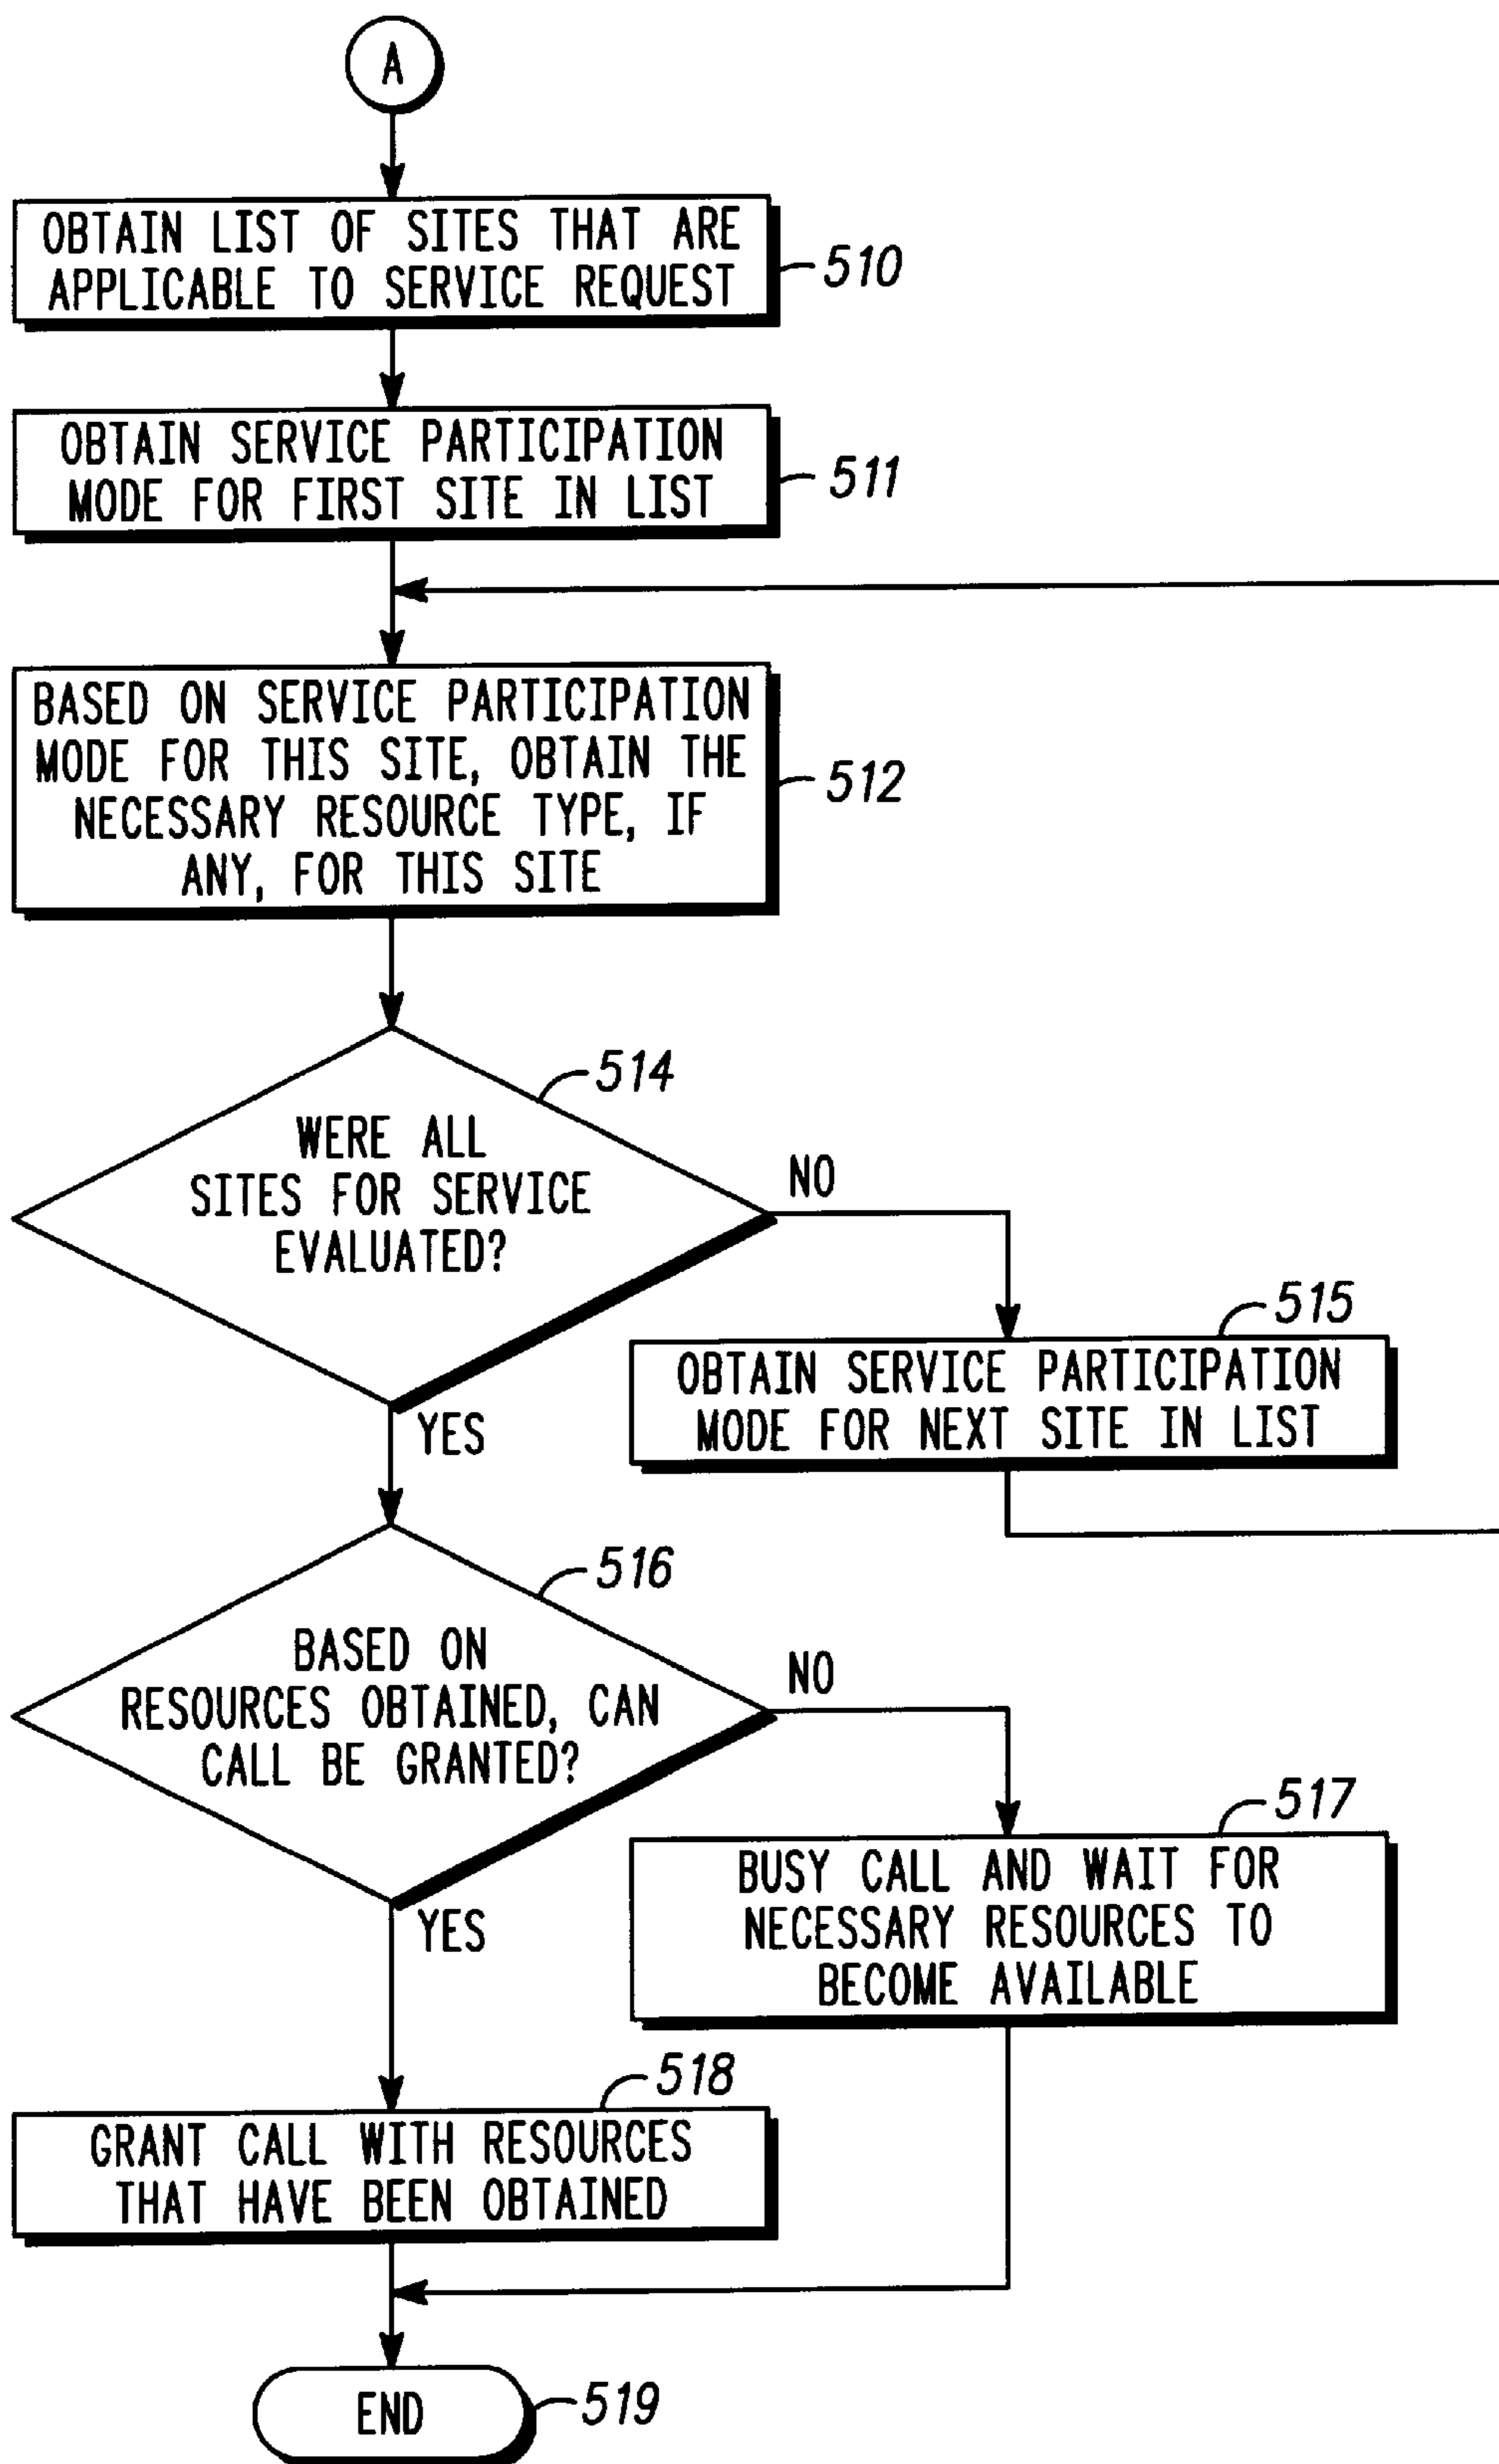 A
OBTAIN LIST OF SITES THAT ARE
APPLICABLE TO SERVICE REQUEST
510
OBTAIN SERVICE PARTICIPATION
MODE FOR FIRST SITE IN LIST
511
BASED ON SERVICE PARTICIPATION
MODE FOR THIS SITE, OBTAIN THE
NECESSARY RESOURCE TYPE, IF
ANY, FOR THIS SITE
512
514
WERE ALL
SITES FOR SERVICE
EVALUATED?
NO
YES
515
OBTAIN SERVICE PARTICIPATION
MODE FOR NEXT SITE IN LIST
516
BASED ON
RESOURCES OBTAINED, CAN
CALL BE GRANTED?
NO
YES
517
BUSY CALL AND WAIT FOR
NECESSARY RESOURCES TO
BECOME AVAILABLE
518
GRANT CALL WITH RESOURCES
THAT HAVE BEEN OBTAINED
END
519